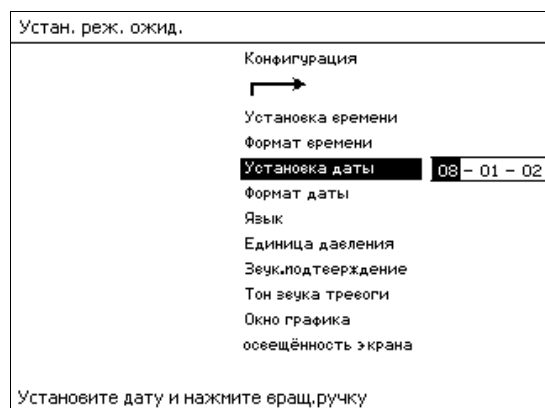 Устан. реж. ожид.
Конфигурация
Установка времени
Формат времени
Установка даты 08 - 01 - 02
Формат даты
Язык
Единица давления
Звук.подтверждение
Тон звука тревоги
Окно графика
освещённость экрана
Установите дату и нажмите вращ.ручку